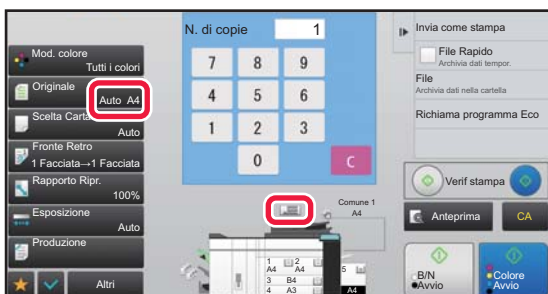 Mod. colore
Tutti i colori
Originale
Auto A4
Scelta Carta
Auto
Fronte Retro
1 Facciata→1 Facciata
Rapporto Ripr.
100%
Esposizione
Auto
Produzione
Altri
N. di copie 1
7 8 9
4 5 6
1 2 3
0 C
Comune 1
A4
1 2
A4 A4
3 B4
4 A3
5
A4
Invia come stampa
File Rapido
Archivia dati tempor.
File
Archivia dati nella cartella
Richiama programma Eco
Verif stampa
Anteprima CA
B/N
Avvio
Colore
Avvio